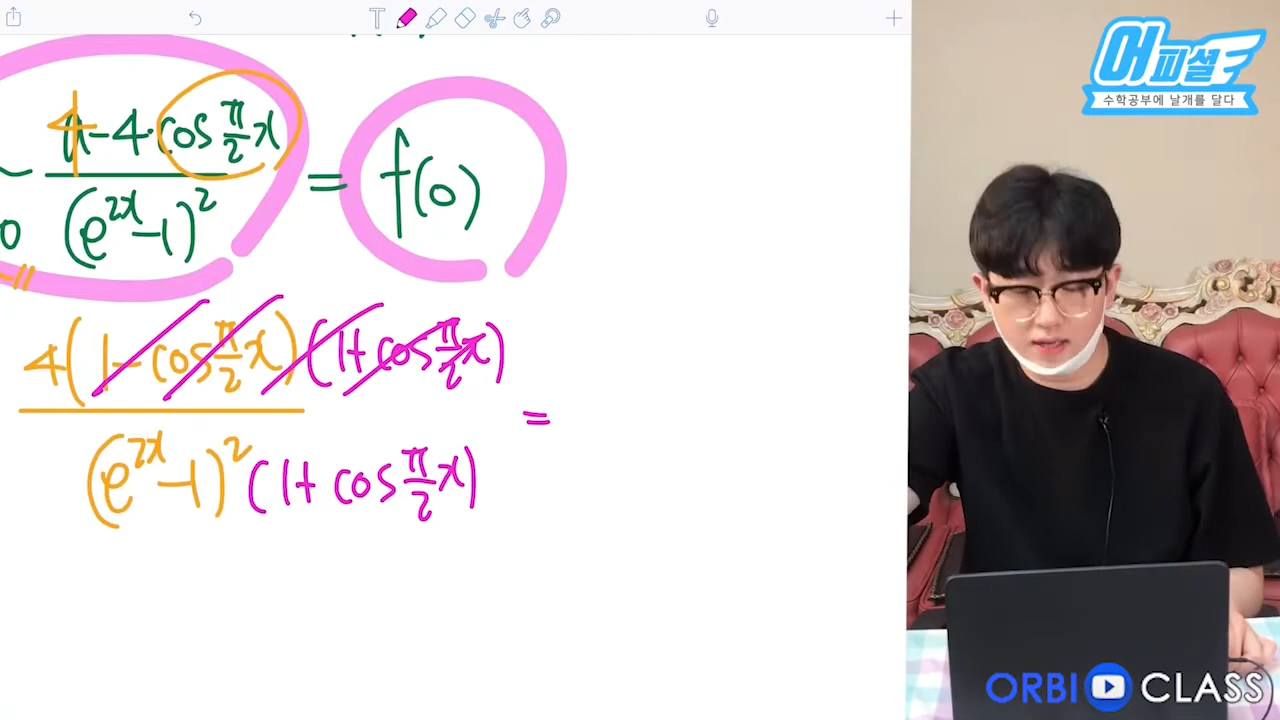 어피셜
수학공부에 날개를 달다
4-4·cos π/2 x
(e^2x-1)^2
= f(0)
0
4(1-cos π/2 x)(1+cos π/2 x)
=
(e^2x-1)^2(1+cos π/2 x)
ORBI CLASS